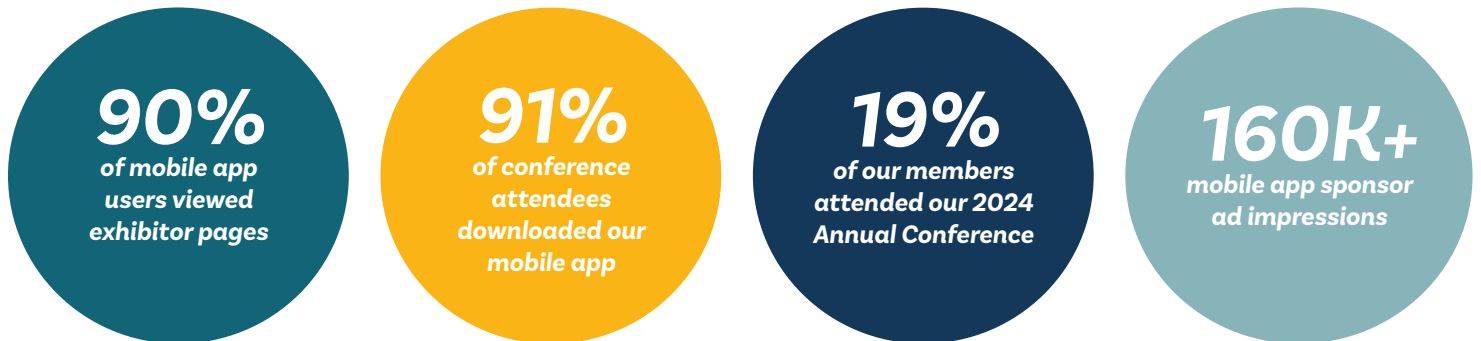 90%
of mobile app
users viewed
exhibitor pages
91%
of conference
attendees
downloaded our
mobile app
19%
of our members
attended our 2024
Annual Conference
160K+
mobile app sponsor
ad impressions